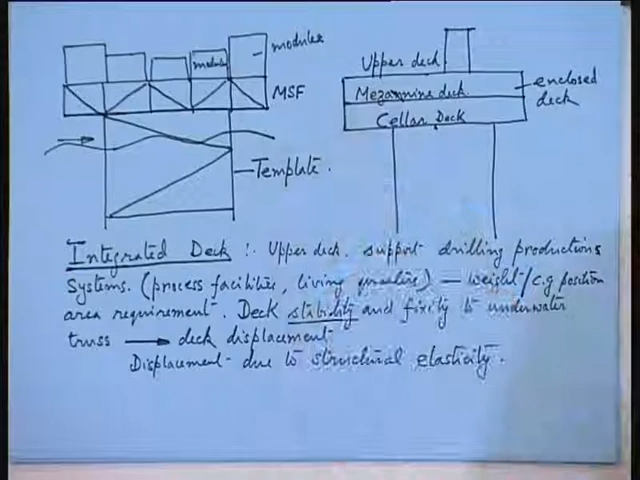 modules
module
MSF
Template.
Upper deck
Mezannine deck
Cellar Deck
enclosed
deck
Integrated Deck :. Upper deck. support drilling productions
Systems. (process facilities, living quarters) — weight/c.g position
area requirement. Deck stability and fixity to underwater
truss → deck displacement
Displacement due to structural elasticity.